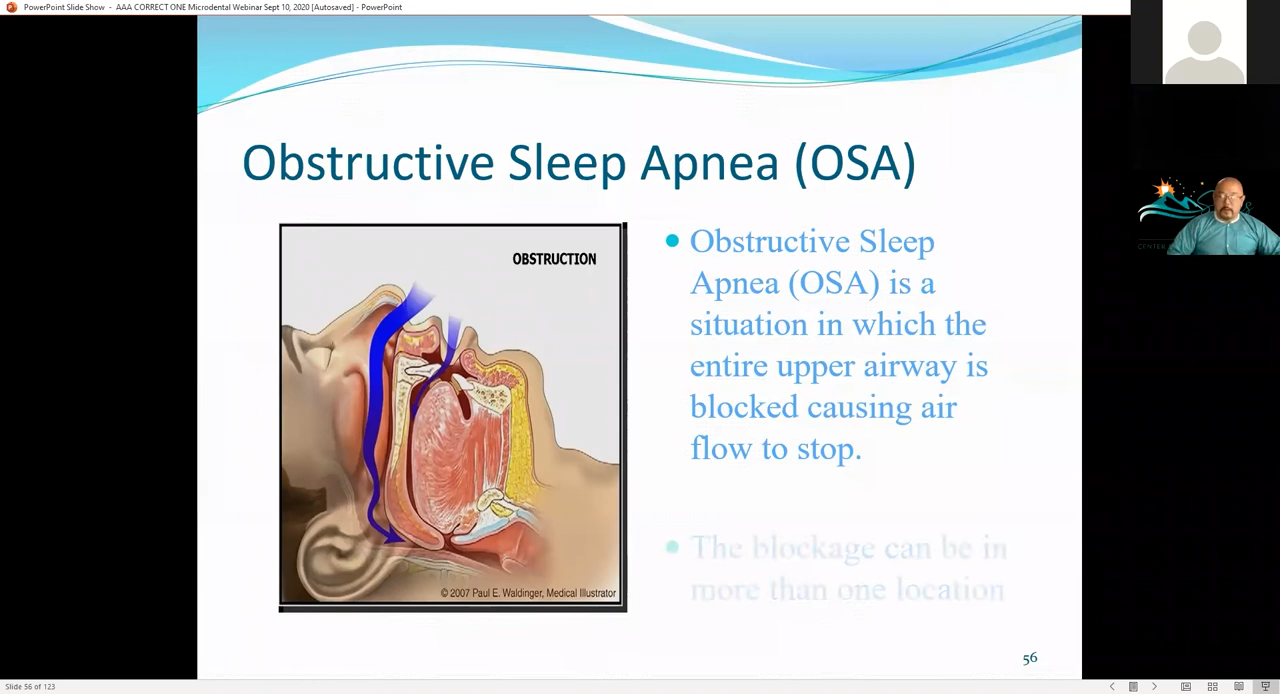 PowerPoint Slide Show - AAA CORRECT ONE Microdental Webinar Sept 10, 2020 [Autosaved] - PowerPoint
Obstructive Sleep Apnea (OSA)
OBSTRUCTION
© 2007 Paul E. Waldinger, Medical Illustrator
Obstructive Sleep
Apnea (OSA) is a
situation in which the
entire upper airway is
blocked causing air
flow to stop.
The blockage can be in
more than one location
56
CENTER
Slide 56 of 123